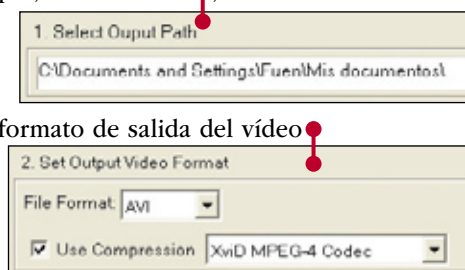 1. Select Ouput Path
C:\Documents and Settings\Fuen\Mis documentos\
formato de salida del vídeo
2. Set Output Video Format
File Format: AVI
Use Compression XviD MPEG-4 Codec